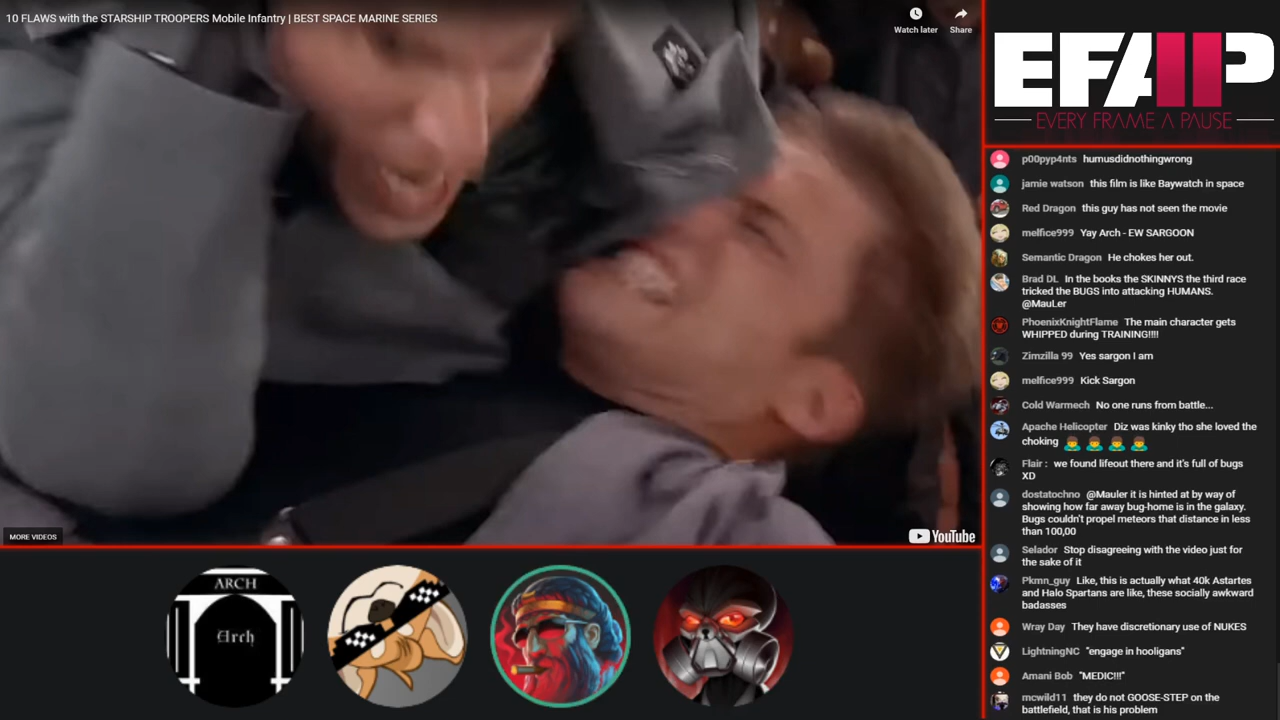 10 FLAWS with the STARSHIP TROOPERS Mobile Infantry | BEST SPACE MARINE SERIES
Watch later
Share
MORE VIDEOS
YouTube
ARCH
Arch
EFAP
EVERY FRAME A PAUSE
p00pyp4nts humusdidnothingwrong
jamie watson this film is like Baywatch in space
Red Dragon this guy has not seen the movie
melfice999 Yay Arch - EW SARGOON
Semantic Dragon He chokes her out.
Brad DL In the books the SKINNYS the third race
tricked the BUGS into attacking HUMANS.
@MauLer
PhoenixKnightFlame The main character gets
WHIPPED during TRAINING!!!!
Zimzilla 99 Yes sargon I am
melfice999 Kick Sargon
Cold Warmech No one runs from battle...
Apache Helicopter Diz was kinky tho she loved the
choking
Flair : we found lifeout there and it's full of bugs
XD
dostatochno @Mauler it is hinted at by way of
showing how far away bug-home is in the galaxy.
Bugs couldn't propel meteors that distance in less
than 100,00
Selador Stop disagreeing with the video just for
the sake of it
Pkmn_guy Like, this is actually what 40k Astartes
and Halo Spartans are like, these socially awkward
badasses
Wray Day They have discretionary use of NUKES
LightningNC "engage in hooligans"
Amani Bob "MEDIC!!!"
mcwild11 they do not GOOSE-STEP on the
battlefield, that is his problem